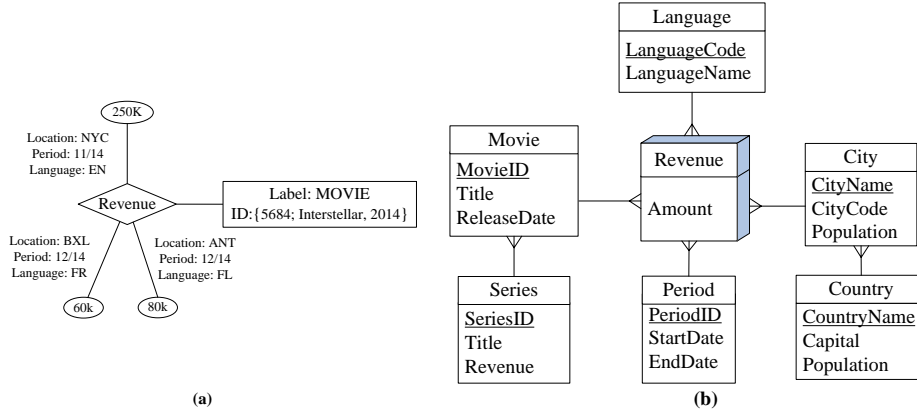 250K
Location: NYC
Period: 11/14
Language: EN
Revenue
Label: MOVIE
ID:{5684; Interstellar, 2014}
Location: BXL
Period: 12/14
Language: FR
Location: ANT
Period: 12/14
Language: FL
60k
80k
(a)
Language
LanguageCode
LanguageName
Movie
MovieID
Title
ReleaseDate
Revenue
Amount
City
CityName
CityCode
Population
Series
SeriesID
Title
Revenue
Period
PeriodID
StartDate
EndDate
Country
CountryName
Capital
Population
(b)